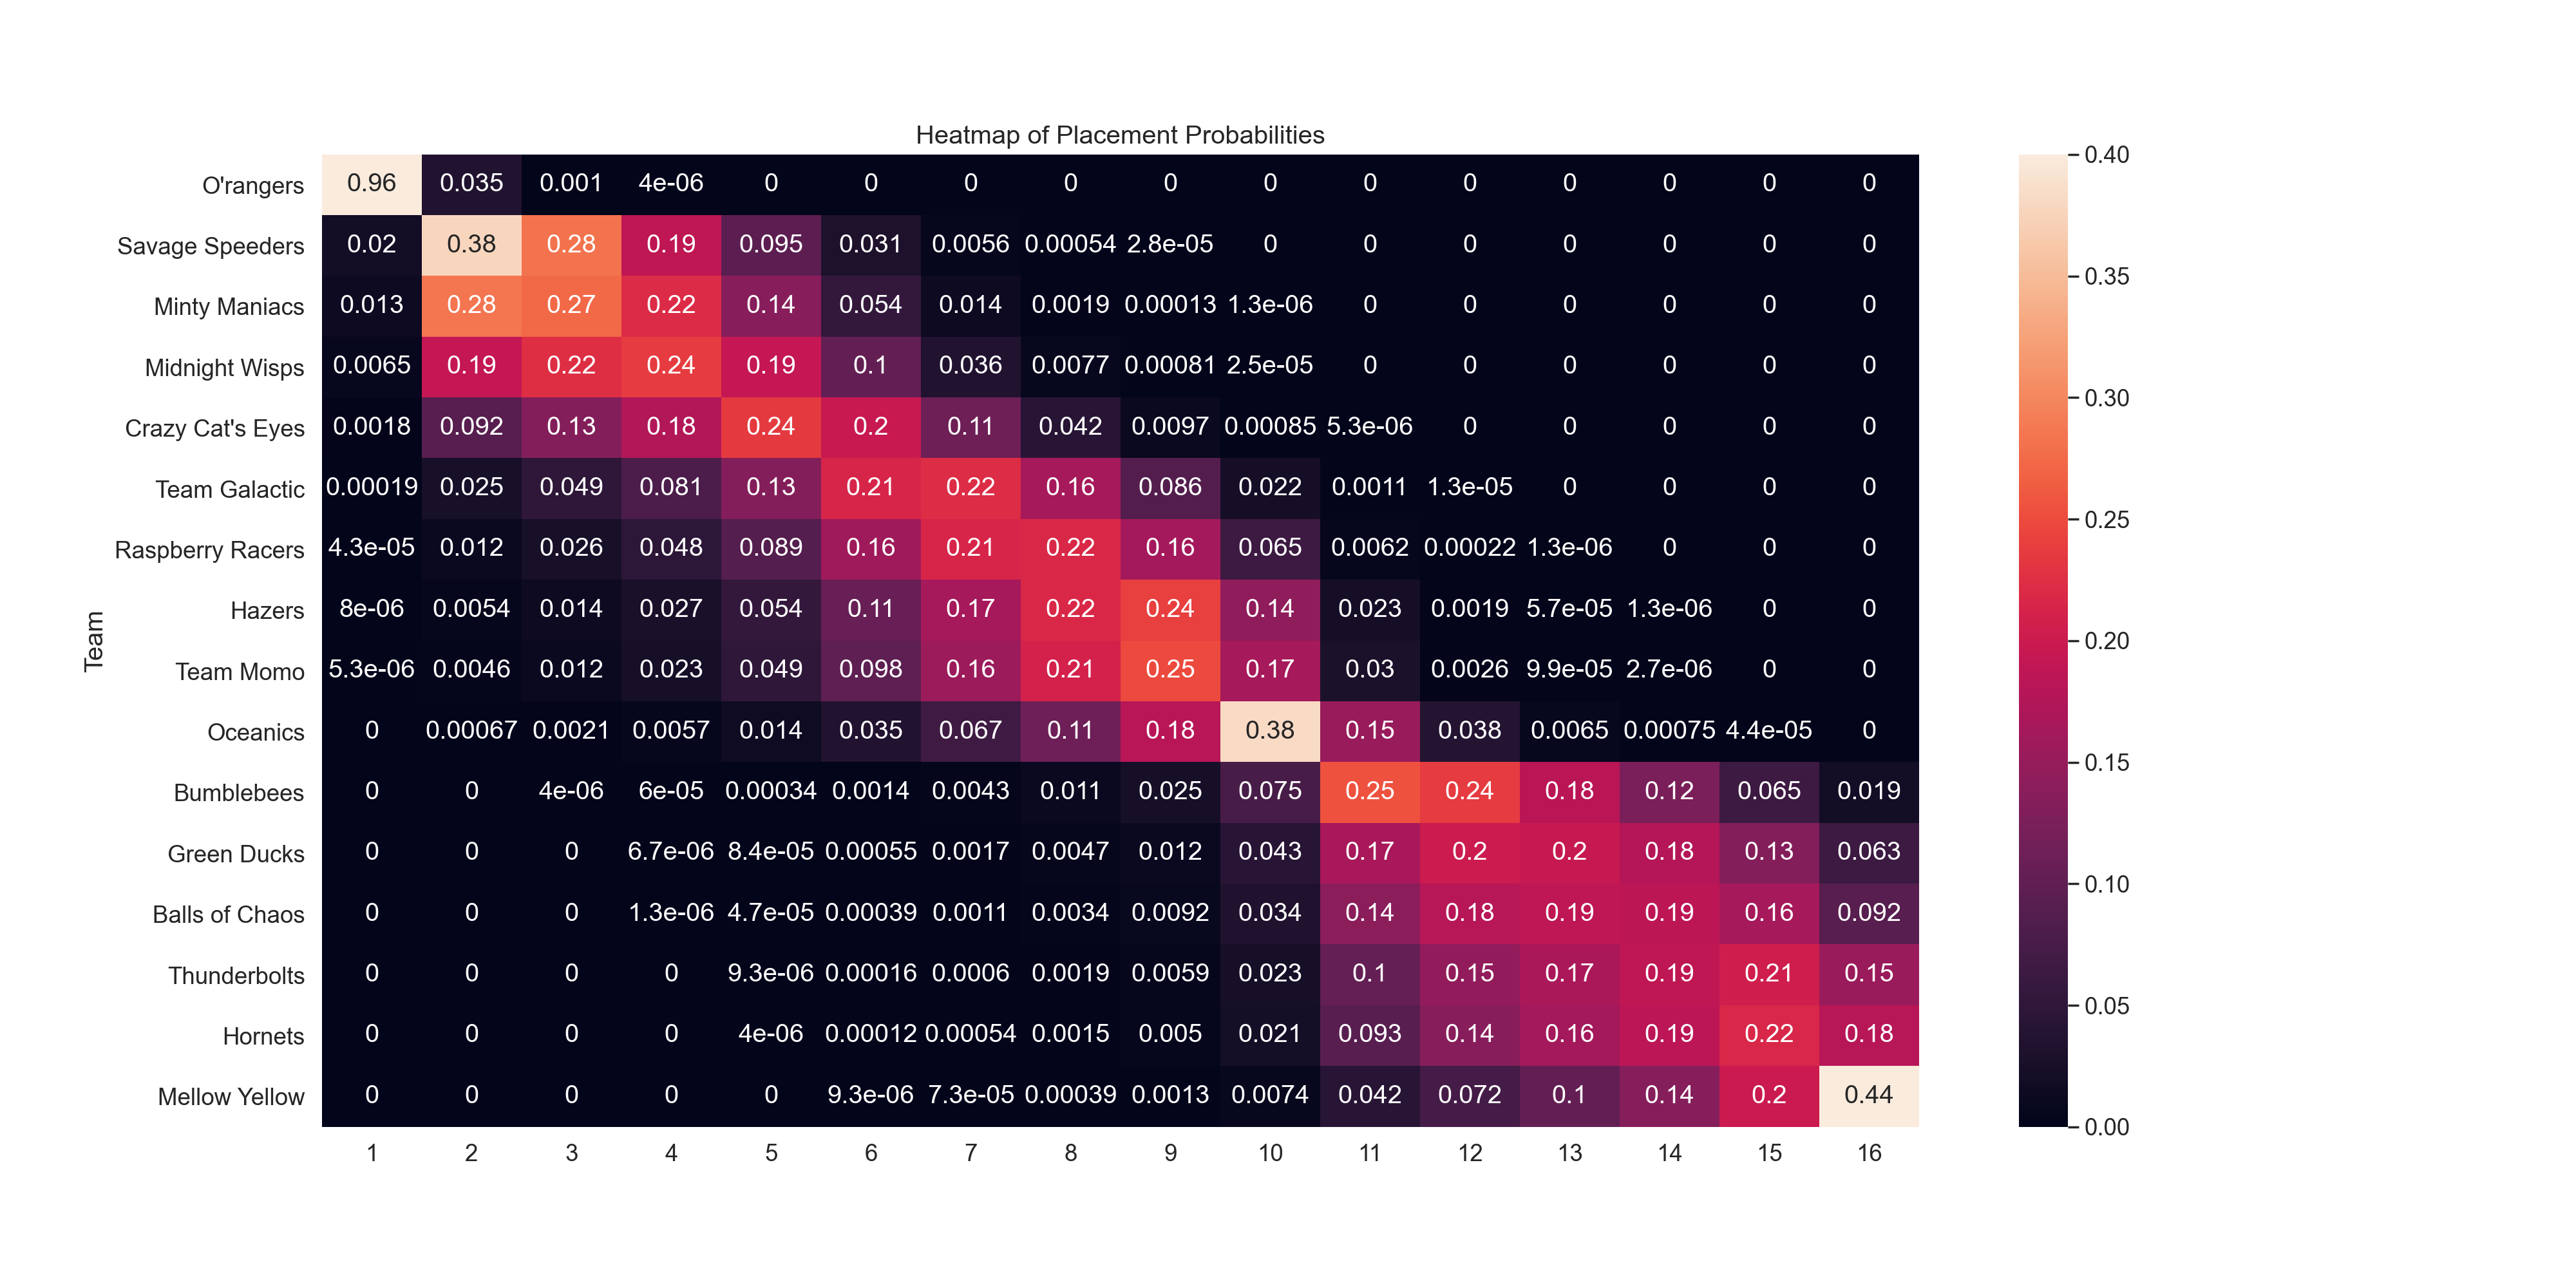 Heatmap of Placement Probabilities
O'rangers 0.96 0.035 0.001 4e-06 0 0 0 0 0 0 0 0 0 0 0 0
Savage Speeders 0.02 0.38 0.28 0.19 0.095 0.031 0.0056 0.00054 2.8e-05 0 0 0 0 0 0 0
Minty Maniacs 0.013 0.28 0.27 0.22 0.14 0.054 0.014 0.0019 0.00013 1.3e-06 0 0 0 0 0 0
Midnight Wisps 0.0065 0.19 0.22 0.24 0.19 0.1 0.036 0.0077 0.00081 2.5e-05 0 0 0 0 0 0
Crazy Cat's Eyes 0.0018 0.092 0.13 0.18 0.24 0.2 0.11 0.042 0.0097 0.00085 5.3e-06 0 0 0 0 0
Team Galactic 0.00019 0.025 0.049 0.081 0.13 0.21 0.22 0.16 0.086 0.022 0.0011 1.3e-05 0 0 0 0
Raspberry Racers 4.3e-05 0.012 0.026 0.048 0.089 0.16 0.21 0.22 0.16 0.065 0.0062 0.00022 1.3e-06 0 0 0
Hazers 8e-06 0.0054 0.014 0.027 0.054 0.11 0.17 0.22 0.24 0.14 0.023 0.0019 5.7e-05 1.3e-06 0 0
Team Momo 5.3e-06 0.0046 0.012 0.023 0.049 0.098 0.16 0.21 0.25 0.17 0.03 0.0026 9.9e-05 2.7e-06 0 0
Oceanics 0 0.00067 0.0021 0.0057 0.014 0.035 0.067 0.11 0.18 0.38 0.15 0.038 0.0065 0.00075 4.4e-05 0
Bumblebees 0 0 4e-06 6e-05 0.00034 0.0014 0.0043 0.011 0.025 0.075 0.25 0.24 0.18 0.12 0.065 0.019
Green Ducks 0 0 0 6.7e-06 8.4e-05 0.00055 0.0017 0.0047 0.012 0.043 0.17 0.2 0.2 0.18 0.13 0.063
Balls of Chaos 0 0 0 1.3e-06 4.7e-05 0.00039 0.0011 0.0034 0.0092 0.034 0.14 0.18 0.19 0.19 0.16 0.092
Thunderbolts 0 0 0 0 9.3e-06 0.00016 0.0006 0.0019 0.0059 0.023 0.1 0.15 0.17 0.19 0.21 0.15
Hornets 0 0 0 0 4e-06 0.00012 0.00054 0.0015 0.005 0.021 0.093 0.14 0.16 0.19 0.22 0.18
Mellow Yellow 0 0 0 0 0 9.3e-06 7.3e-05 0.00039 0.0013 0.0074 0.042 0.072 0.1 0.14 0.2 0.44
1 2 3 4 5 6 7 8 9 10 11 12 13 14 15 16
Team
0.40
0.35
0.30
0.25
0.20
0.15
0.10
0.05
0.00